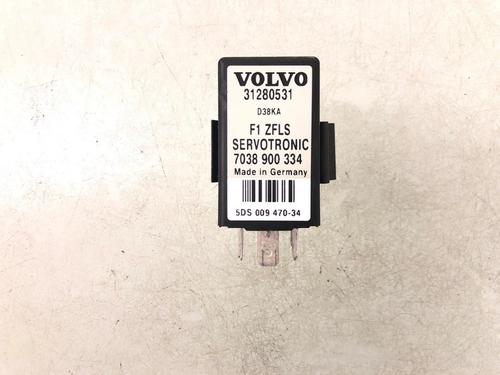 VOLVO
31280531
D38KA
F1 ZFLS
SERVOTRONIC
7038 900 334
Made in Germany
5DS 009 470-34